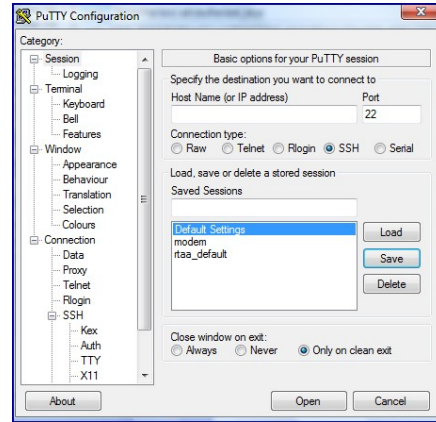 PuTTY Configuration
Category:
Session
Logging
Terminal
Keyboard
Bell
Features
Window
Appearance
Behaviour
Translation
Selection
Colours
Connection
Data
Proxy
Telnet
Rlogin
SSH
Kex
Auth
TTY
X11
Basic options for your PuTTY session
Specify the destination you want to connect to
Host Name (or IP address) Port
22
Connection type:
Raw Telnet Rlogin SSH Serial
Load, save or delete a stored session
Saved Sessions
Default Settings
modem
rtaa_default
Load
Save
Delete
Close window on exit:
Always Never Only on clean exit
About Open Cancel